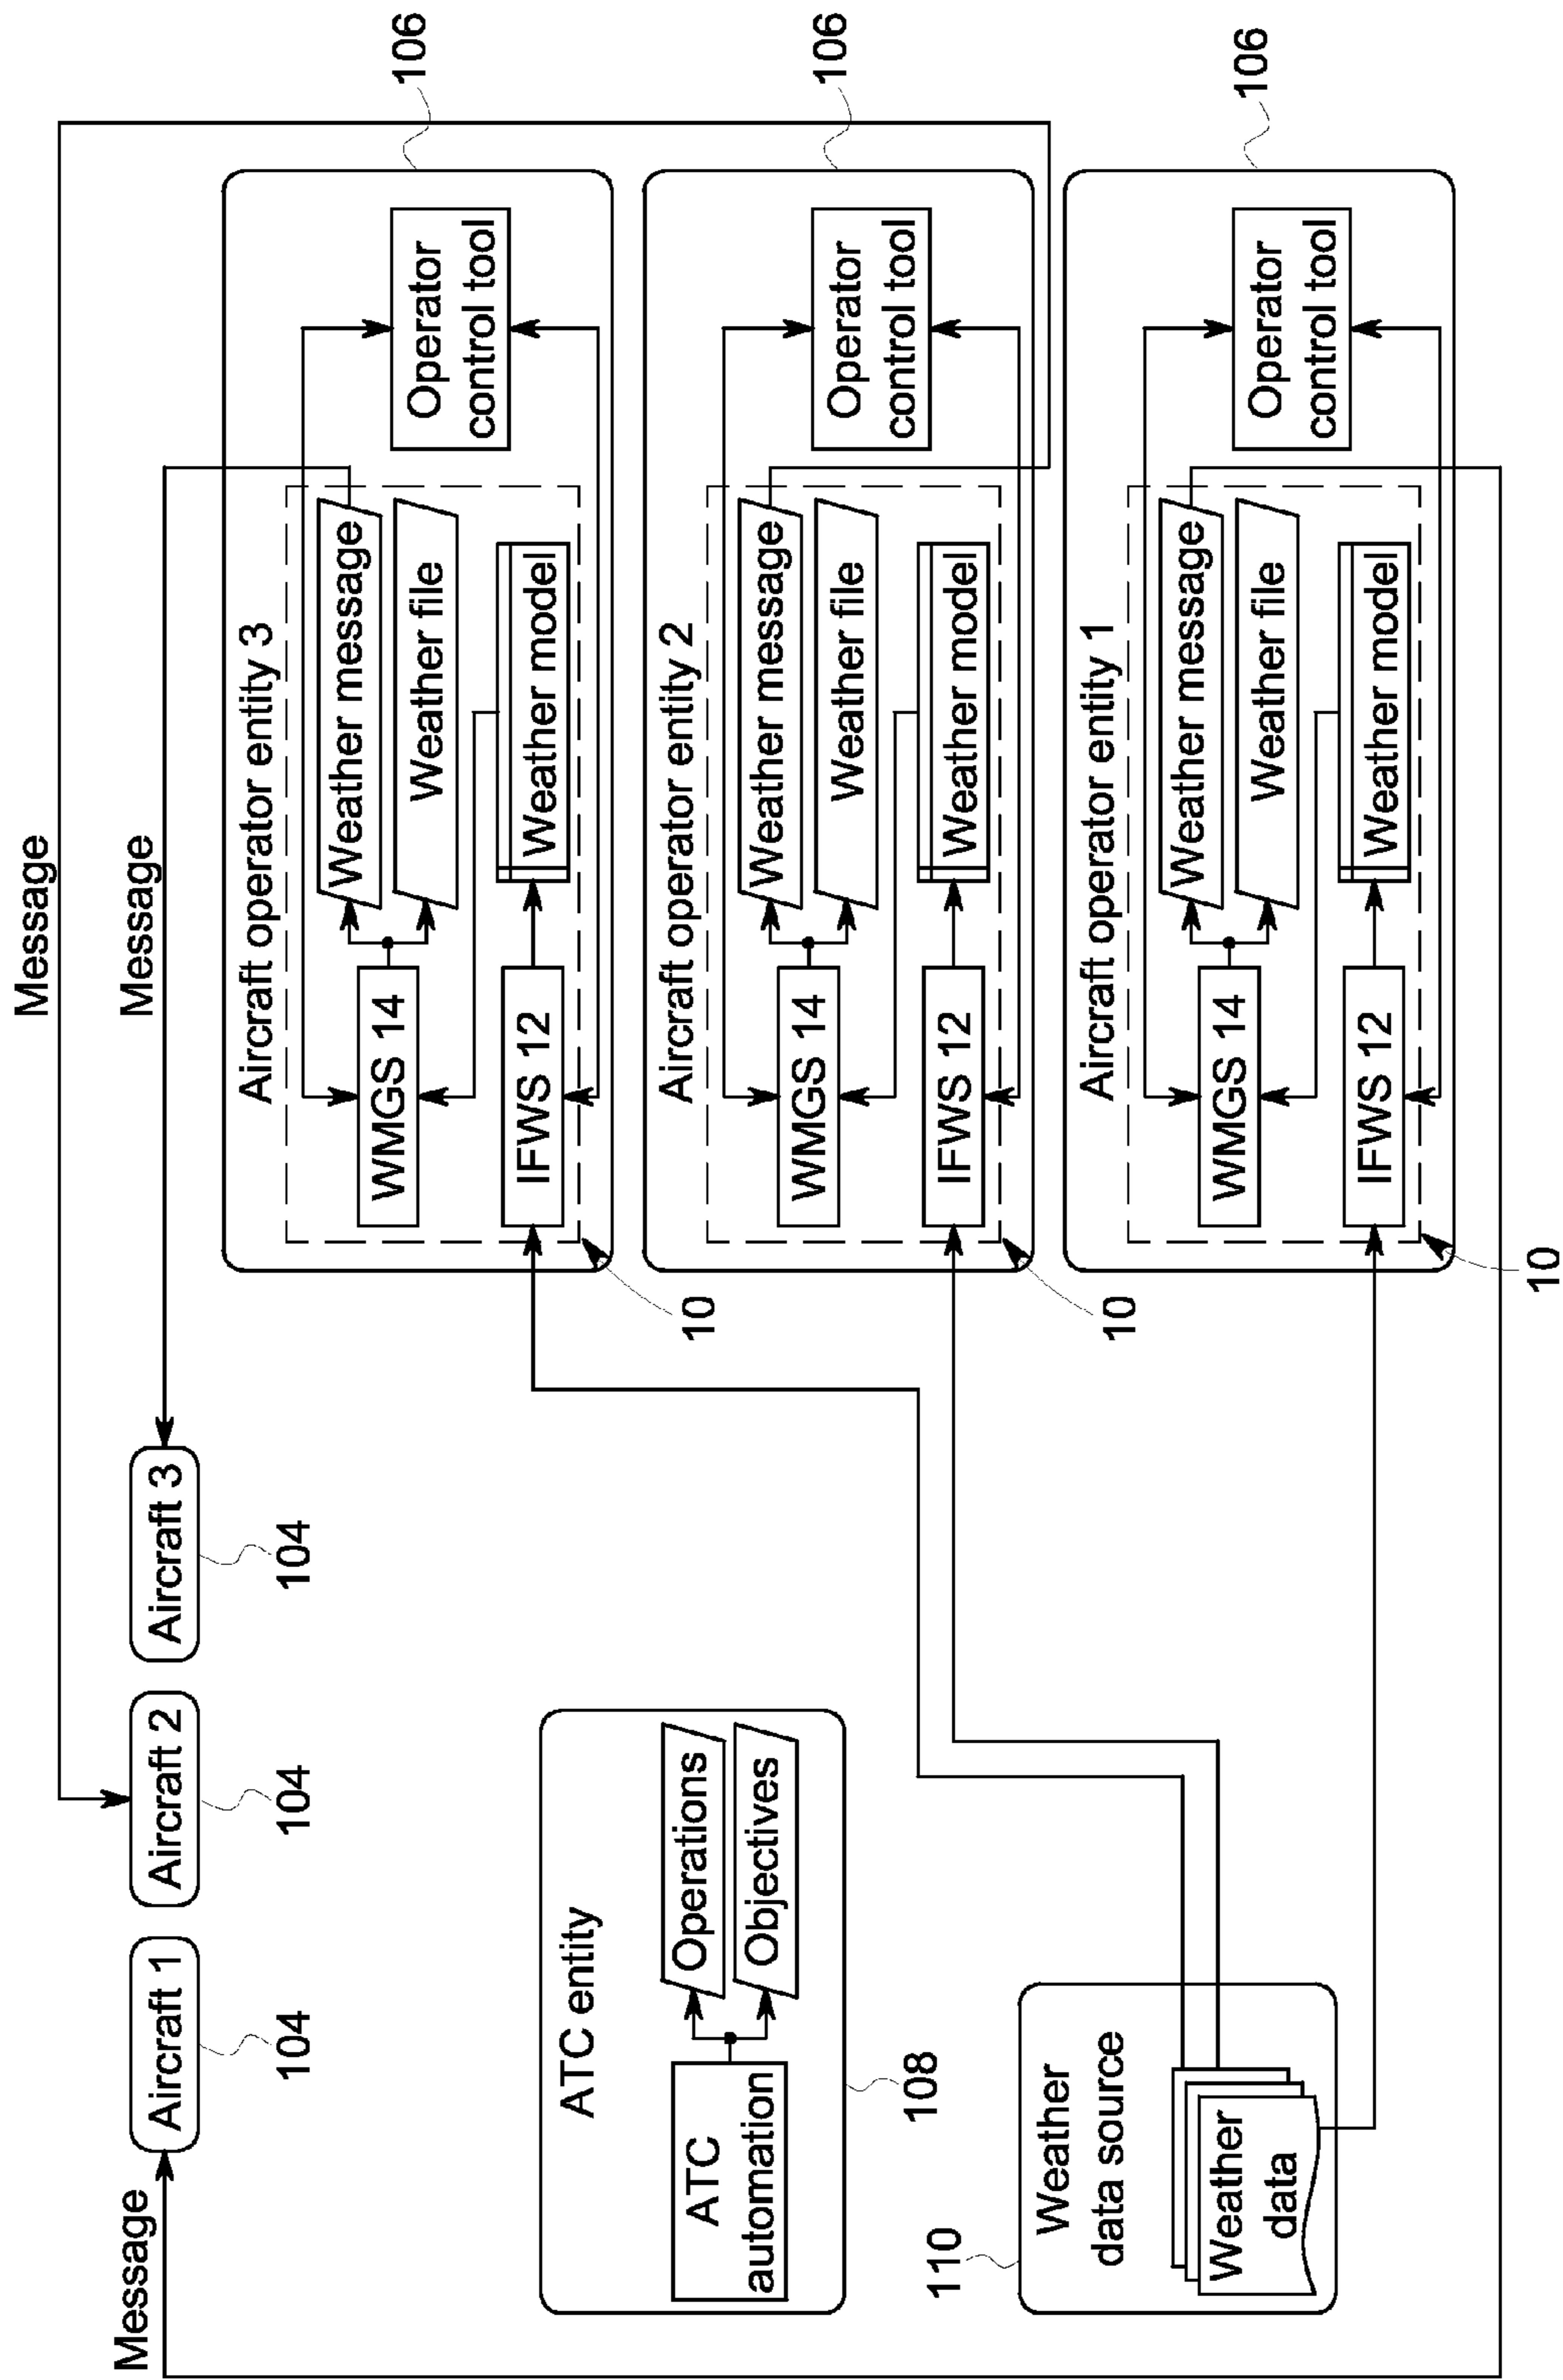 Message
Message
Message
Aircraft 1
Aircraft 2
Aircraft 3
104
104
104
ATC entity
ATC
automation
Operations
Objectives
108
110
Weather
data source
Weather
data
Aircraft operator entity 3
WMGS 14
Weather message
Weather file
IFWS 12
Weather model
Operator
control tool
106
10
Aircraft operator entity 2
WMGS 14
Weather message
Weather file
IFWS 12
Weather model
Operator
control tool
106
10
Aircraft operator entity 1
WMGS 14
Weather message
Weather file
IFWS 12
Weather model
Operator
control tool
106
10